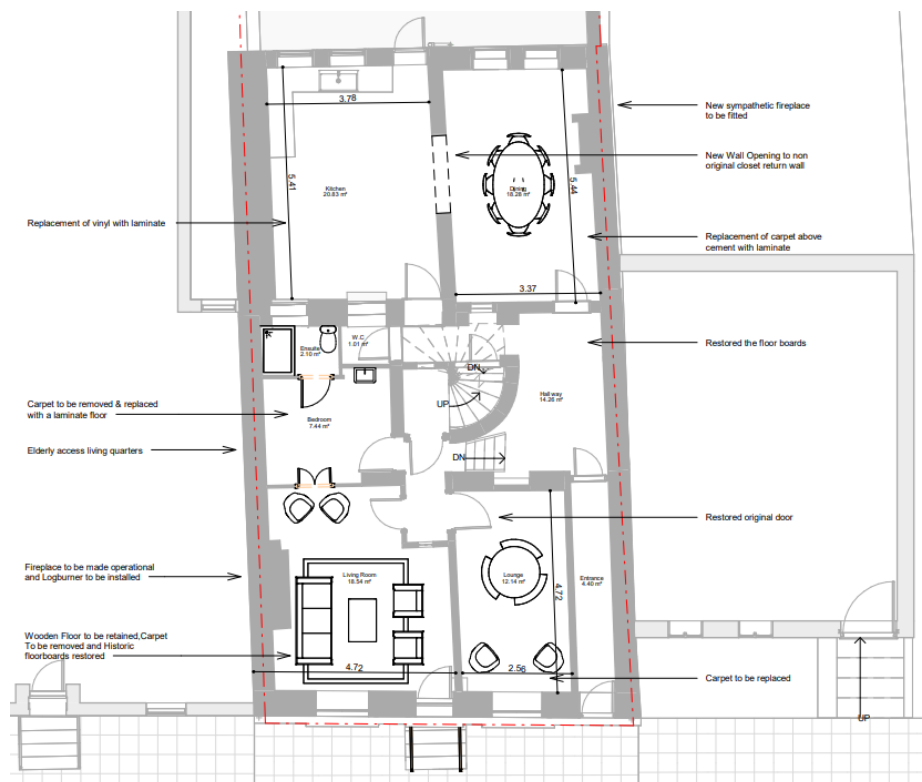 3.78
New sympathetic fireplace
to be fitted
New Wall Opening to non
original closet return wall
Kitchen
20.83 m²
5.41
Dining
18.28 m²
5.44
Replacement of vinyl with laminate
Replacement of carpet above
cement with laminate
3.37
W.C
1.01 m²
Ensuite
2.10 m²
Restored the floor boards
DN
Hall way
14.26 m²
UP
Carpet to be removed & replaced
with a laminate floor
Bedroom
7.44 m²
Elderly access living quarters
DN
Restored original door
Fireplace to be made operational
and Logburner to be installed
Living Room
18.54 m²
Lounge
12.14 m²
4.72
Entrance
4.40 m²
Wooden Floor to be retained,Carpet
To be removed and Historic
floorboards restored
4.72
2.56
Carpet to be replaced
UP